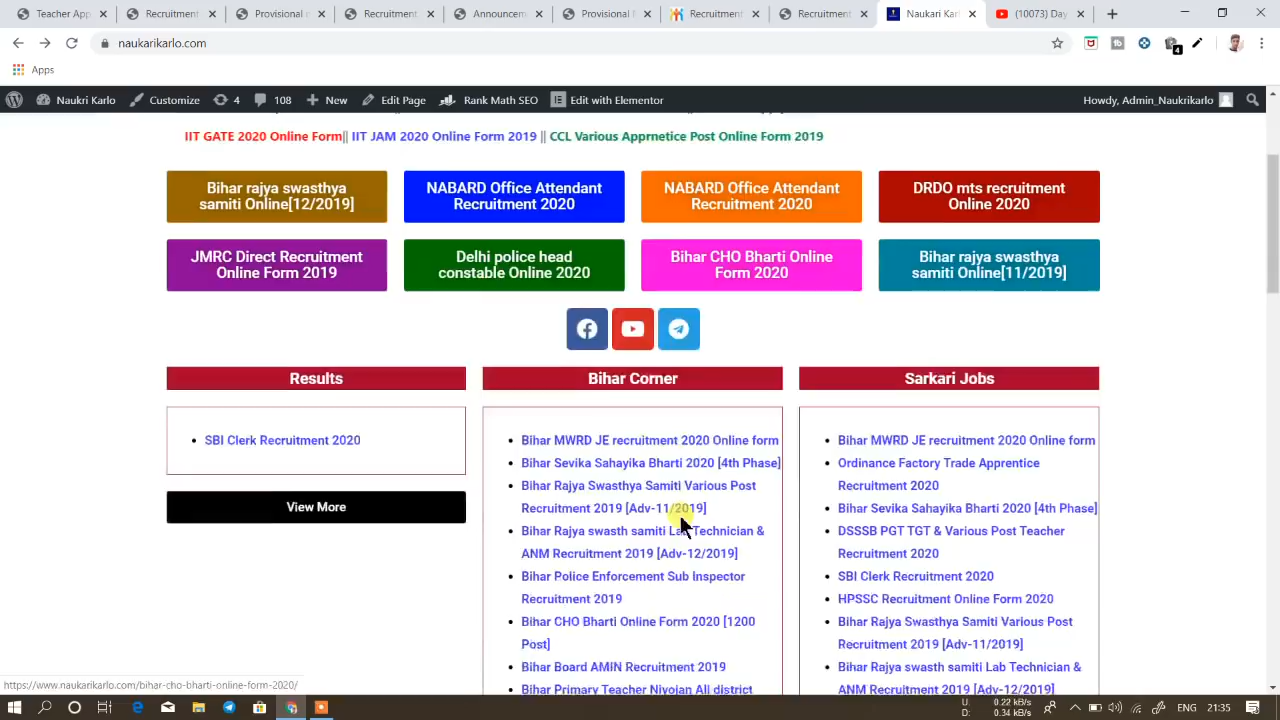 Teacher App
Recruitment
Provisiona
Recruitment
Announcem
Provisional
Recruitment
Recruitment
Naukari Kar
(10073) Day
naukarikarlo.com
4
Apps
Naukri Karlo
Customize
4
108
New
Edit Page
Rank Math SEO
Edit with Elementor
Howdy, Admin_Naukrikarlo
IIT GATE 2020 Online Form|| IIT JAM 2020 Online Form 2019 || CCL Various Apprnetice Post Online Form 2019
Bihar rajya swasthya
samiti Online[12/2019]
NABARD Office Attendant
Recruitment 2020
NABARD Office Attendant
Recruitment 2020
DRDO mts recruitment
Online 2020
JMRC Direct Recruitment
Online Form 2019
Delhi police head
constable Online 2020
Bihar CHO Bharti Online
Form 2020
Bihar rajya swasthya
samiti Online[11/2019]
Results
SBI Clerk Recruitment 2020
View More
Bihar Corner
Bihar MWRD JE recruitment 2020 Online form
Bihar Sevika Sahayika Bharti 2020 [4th Phase]
Bihar Rajya Swasthya Samiti Various Post
Recruitment 2019 [Adv-11/2019]
Bihar Rajya swasth samiti Lab Technician &
ANM Recruitment 2019 [Adv-12/2019]
Bihar Police Enforcement Sub Inspector
Recruitment 2019
Bihar CHO Bharti Online Form 2020 [1200
Post]
Bihar Board AMIN Recruitment 2019
Bihar Primary Teacher Niyojan All district
Sarkari Jobs
Bihar MWRD JE recruitment 2020 Online form
Ordinance Factory Trade Apprentice
Recruitment 2020
Bihar Sevika Sahayika Bharti 2020 [4th Phase]
DSSSB PGT TGT & Various Post Teacher
Recruitment 2020
SBI Clerk Recruitment 2020
HPSSC Recruitment Online Form 2020
Bihar Rajya Swasthya Samiti Various Post
Recruitment 2019 [Adv-11/2019]
Bihar Rajya swasth samiti Lab Technician &
ANM Recruitment 2019 [Adv-12/2019]
https://www.naukarikarlo.com/bihar-cho-bharti-online-form-2020/
U: 0.22 kB/s
D: 0.34 kB/s
ENG
21:35